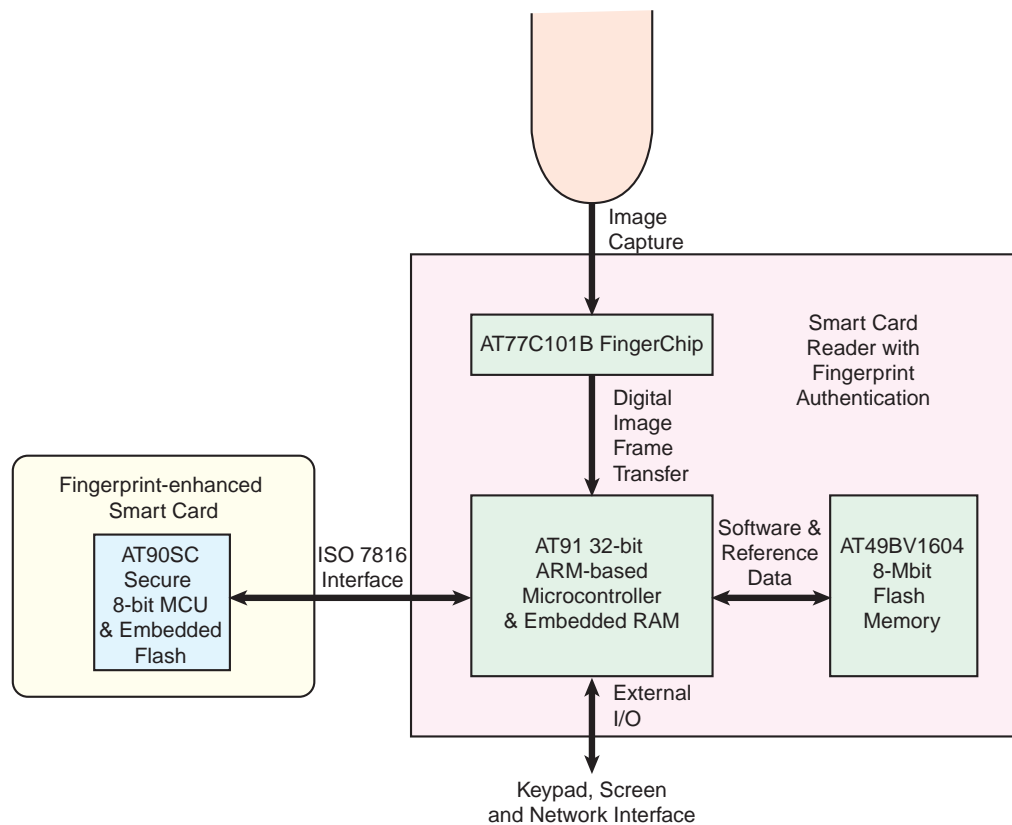 Image
Capture
AT77C101B FingerChip
Smart Card
Reader with
Fingerprint
Authentication
Digital
Image
Frame
Transfer
Fingerprint-enhanced
Smart Card
AT90SC
Secure
8-bit MCU
& Embedded
Flash
ISO 7816
Interface
AT91 32-bit
ARM-based
Microcontroller
& Embedded RAM
Software &
Reference
Data
AT49BV1604
8-Mbit
Flash
Memory
External
I/O
Keypad, Screen
and Network Interface